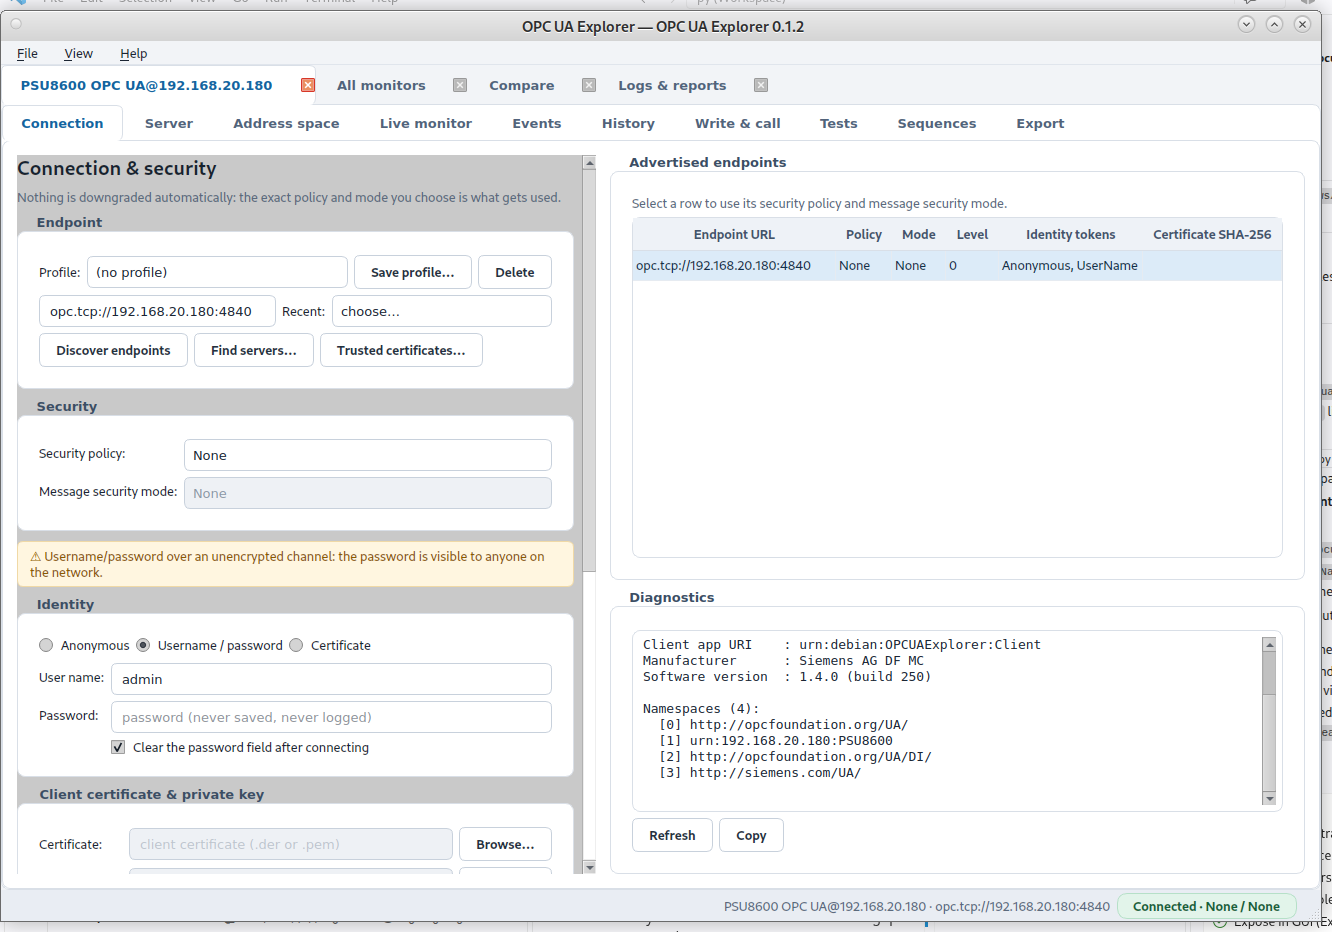 OPC UA Explorer — OPC UA Explorer 0.1.2
File View Help
PSU8600 OPC UA@192.168.20.180 All monitors Compare Logs & reports
Connection Server Address space Live monitor Events History Write & call Tests Sequences Export
Connection & security
Nothing is downgraded automatically: the exact policy and mode you choose is what gets used.
Endpoint
Profile: (no profile) Save profile... Delete
opc.tcp://192.168.20.180:4840 Recent: choose...
Discover endpoints Find servers... Trusted certificates...
Security
Security policy: None
Message security mode: None
⚠ Username/password over an unencrypted channel: the password is visible to anyone on
the network.
Identity
Anonymous Username / password Certificate
User name: admin
Password: password (never saved, never logged)
Clear the password field after connecting
Client certificate & private key
Certificate: client certificate (.der or .pem) Browse...
Advertised endpoints
Select a row to use its security policy and message security mode.
Endpoint URL Policy Mode Level Identity tokens Certificate SHA-256
opc.tcp://192.168.20.180:4840 None None 0 Anonymous, UserName
Diagnostics
Client app URI : urn:debian:OPCUAExplorer:Client
Manufacturer : Siemens AG DF MC
Software version : 1.4.0 (build 250)
Namespaces (4):
[0] http://opcfoundation.org/UA/
[1] urn:192.168.20.180:PSU8600
[2] http://opcfoundation.org/UA/DI/
[3] http://siemens.com/UA/
Refresh Copy
PSU8600 OPC UA@192.168.20.180 · opc.tcp://192.168.20.180:4840 Connected · None / None